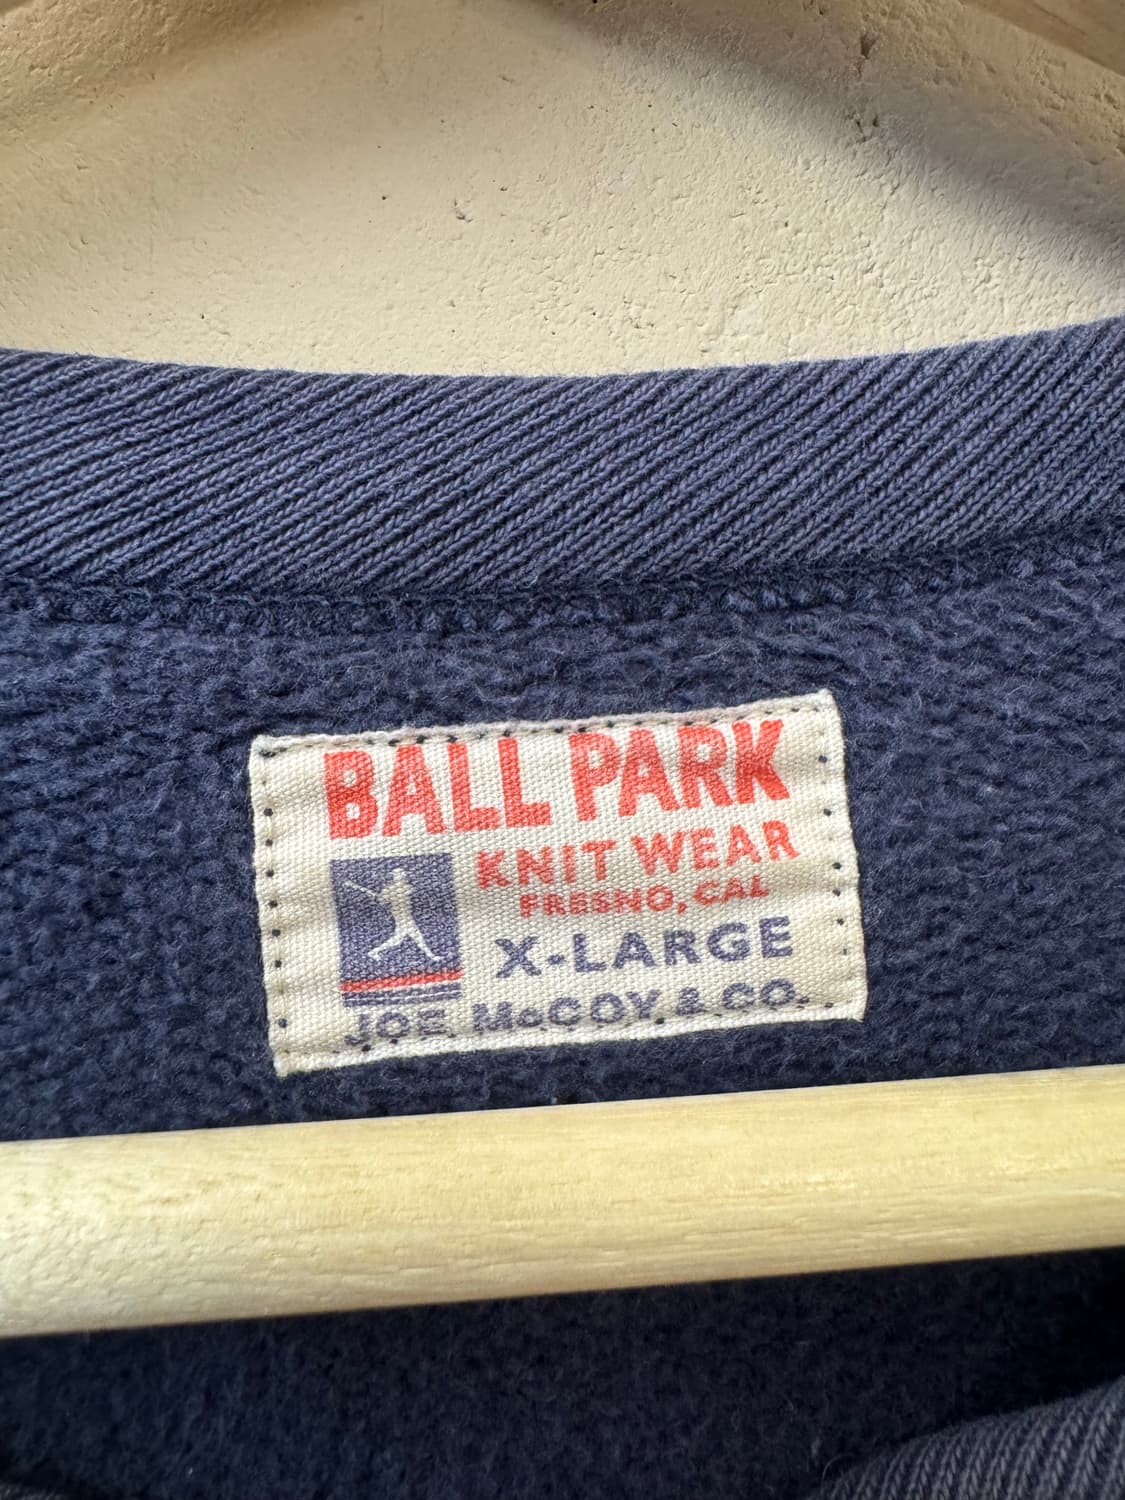 BALL PARK
KNIT WEAR
FRESNO, CAL
X-LARGE
JOE McCOY & CO.